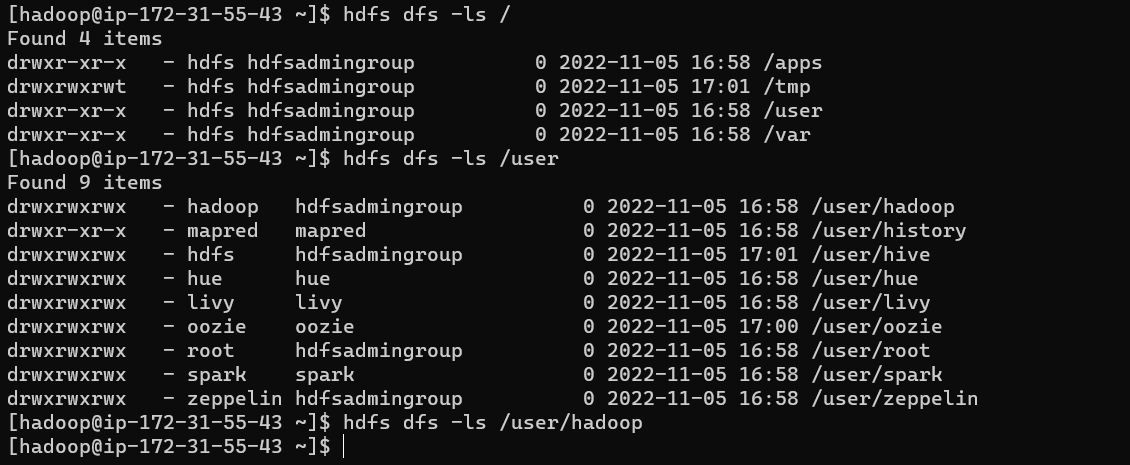 [hadoop@ip-172-31-55-43 ~]$ hdfs dfs -ls /
Found 4 items
drwxr-xr-x   - hdfs hdfsadmingroup          0 2022-11-05 16:58 /apps
drwxrwxrwt   - hdfs hdfsadmingroup          0 2022-11-05 17:01 /tmp
drwxr-xr-x   - hdfs hdfsadmingroup          0 2022-11-05 16:58 /user
drwxr-xr-x   - hdfs hdfsadmingroup          0 2022-11-05 16:58 /var
[hadoop@ip-172-31-55-43 ~]$ hdfs dfs -ls /user
Found 9 items
drwxrwxrwx   - hadoop   hdfsadmingroup          0 2022-11-05 16:58 /user/hadoop
drwxr-xr-x   - mapred   mapred                  0 2022-11-05 16:58 /user/history
drwxrwxrwx   - hdfs     hdfsadmingroup          0 2022-11-05 17:01 /user/hive
drwxrwxrwx   - hue      hue                     0 2022-11-05 16:58 /user/hue
drwxrwxrwx   - livy     livy                    0 2022-11-05 16:58 /user/livy
drwxrwxrwx   - oozie    oozie                   0 2022-11-05 17:00 /user/oozie
drwxrwxrwx   - root     hdfsadmingroup          0 2022-11-05 16:58 /user/root
drwxrwxrwx   - spark    spark                   0 2022-11-05 16:58 /user/spark
drwxrwxrwx   - zeppelin hdfsadmingroup          0 2022-11-05 16:58 /user/zeppelin
[hadoop@ip-172-31-55-43 ~]$ hdfs dfs -ls /user/hadoop
[hadoop@ip-172-31-55-43 ~]$